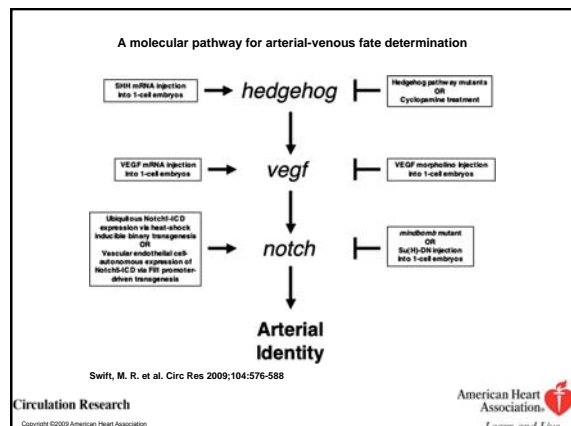 A molecular pathway for arterial-venous fate determination
SHH mRNA injection
into 1-cell embryos
hedgehog
Hedgehog pathway mutants
OR
Cyclopamine treatment
VEGF mRNA injection
into 1-cell embryos
vegf
VEGF morpholino injection
into 1-cell embryos
Ubiquitous Notch1-ICD
expression via heat-shock
inducible binary transgenesis
OR
Vascular endothelial cell-
autonomous expression of
Notch5-ICD via Fli1 promoter-
driven transgenesis
notch
mindbomb mutant
OR
Su(H)-DN injection
into 1-cell embryos
Arterial
Identity
Swift, M. R. et al. Circ Res 2009;104:576-588
Circulation Research
American Heart
Association®
Learn and Live
Copyright ©2009 American Heart Association